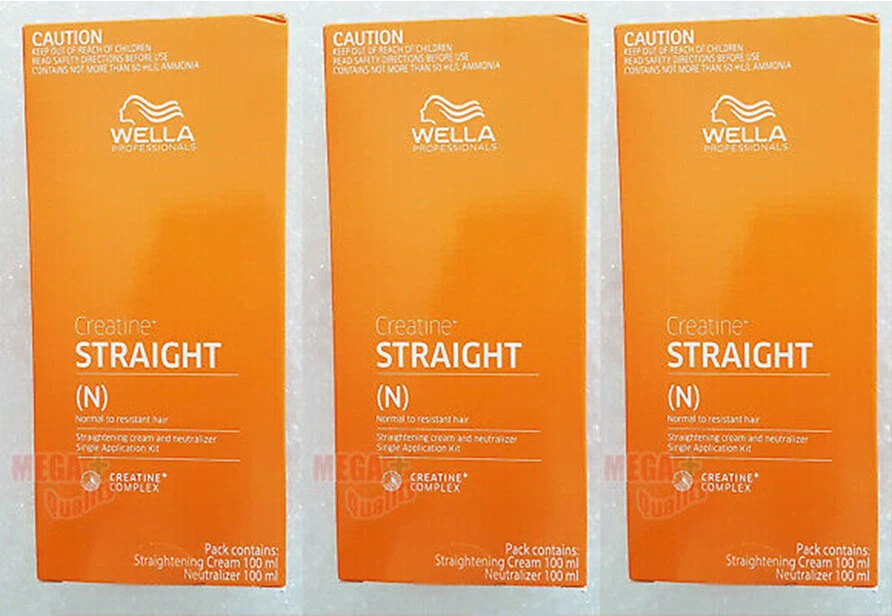 CAUTION
KEEP OUT OF REACH OF CHILDREN
READ SAFETY DIRECTIONS BEFORE USE
CONTAINS NOT MORE THAN 50 mL/L AMMONIA
WELLA
PROFESSIONALS
Creatine+
STRAIGHT
(N)
Normal to resistant hair
Straightening cream and neutralizer
Single Application Kit
MEGA+
Quality
CREATINE+
COMPLEX
Pack contains:
Straightening Cream 100 ml
Neutralizer 100 ml
CAUTION
KEEP OUT OF REACH OF CHILDREN
READ SAFETY DIRECTIONS BEFORE USE
CONTAINS NOT MORE THAN 50 mL/L AMMONIA
WELLA
PROFESSIONALS
Creatine+
STRAIGHT
(N)
Normal to resistant hair
Straightening cream and neutralizer
Single Application Kit
MEGA+
Quality
CREATINE+
COMPLEX
Pack contains:
Straightening Cream 100 ml
Neutralizer 100 ml
CAUTION
KEEP OUT OF REACH OF CHILDREN
READ SAFETY DIRECTIONS BEFORE USE
CONTAINS NOT MORE THAN 50 mL/L AMMONIA
WELLA
PROFESSIONALS
Creatine+
STRAIGHT
(N)
Normal to resistant hair
Straightening cream and neutralizer
Single Application Kit
MEGA+
Quality
CREATINE+
COMPLEX
Pack contains:
Straightening Cream 100 ml
Neutralizer 100 ml